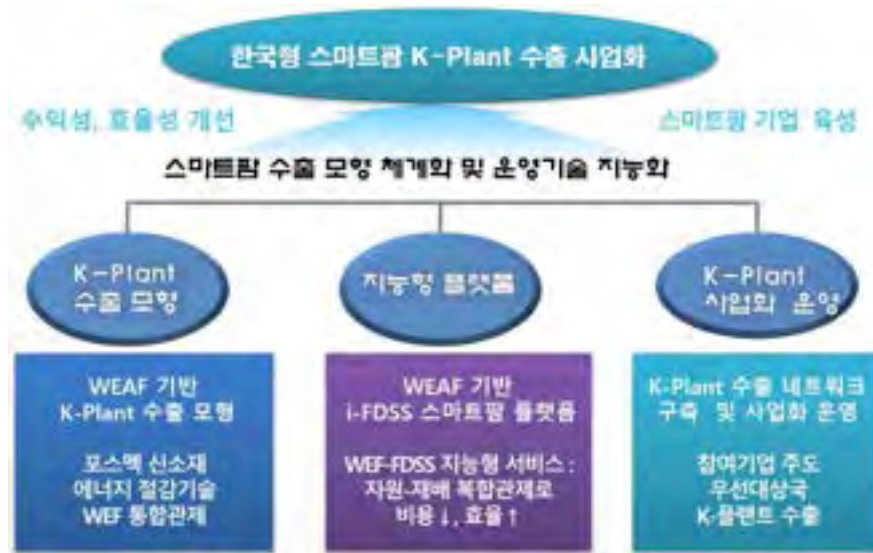 한국형 스마트팜 K-Plant 수출 사업화
수익성, 효율성 개선
스마트팜 기업 육성
스마트팜 수출 모형 체계화 및 운영기술 지능화
K-Plant
수출 모형
지능형 플랫폼
K-Plant
사업화 운영
WEAF 기반
K-Plant 수출 모형
포스멕 신소재
에너지 절감기술
WEF 통합관제
WEAF 기반
i-FDSS 스마트팜 플랫폼
WEF-FDSS 지능형 서비스 :
자원-재배 복합관제로
비용 ↓, 효율 ↑
K-Plant 수출 네트워크
구축 및 사업화 운영
참여기업 주도
우선대상국
K-플랜트 수출